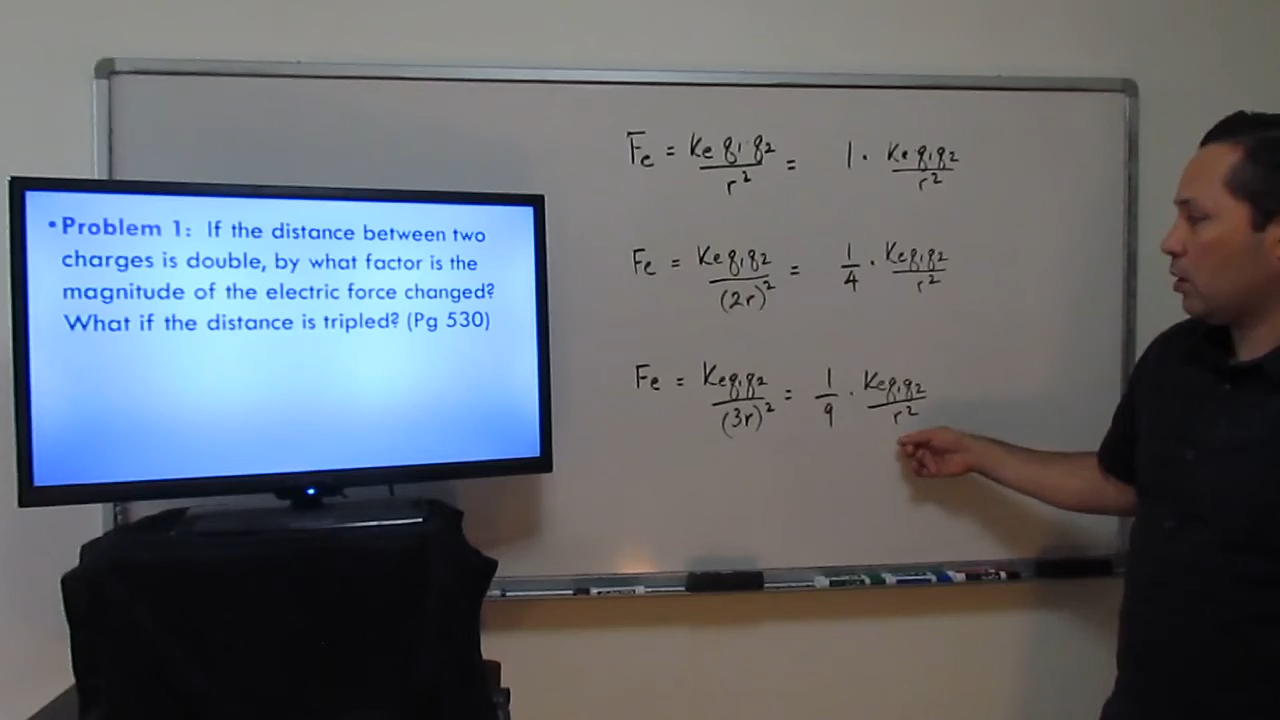 •Problem 1: If the distance between two
charges is double, by what factor is the
magnitude of the electric force changed?
What if the distance is tripled? (Pg 530)
Fe = Ke q₁ q₂ / r² = 1 · Ke q₁ q₂ / r²
Fe = Ke q₁ q₂ / (2r)² = 1/4 · Ke q₁ q₂ / r²
Fe = Ke q₁ q₂ / (3r)² = 1/9 · Ke q₁ q₂ / r²